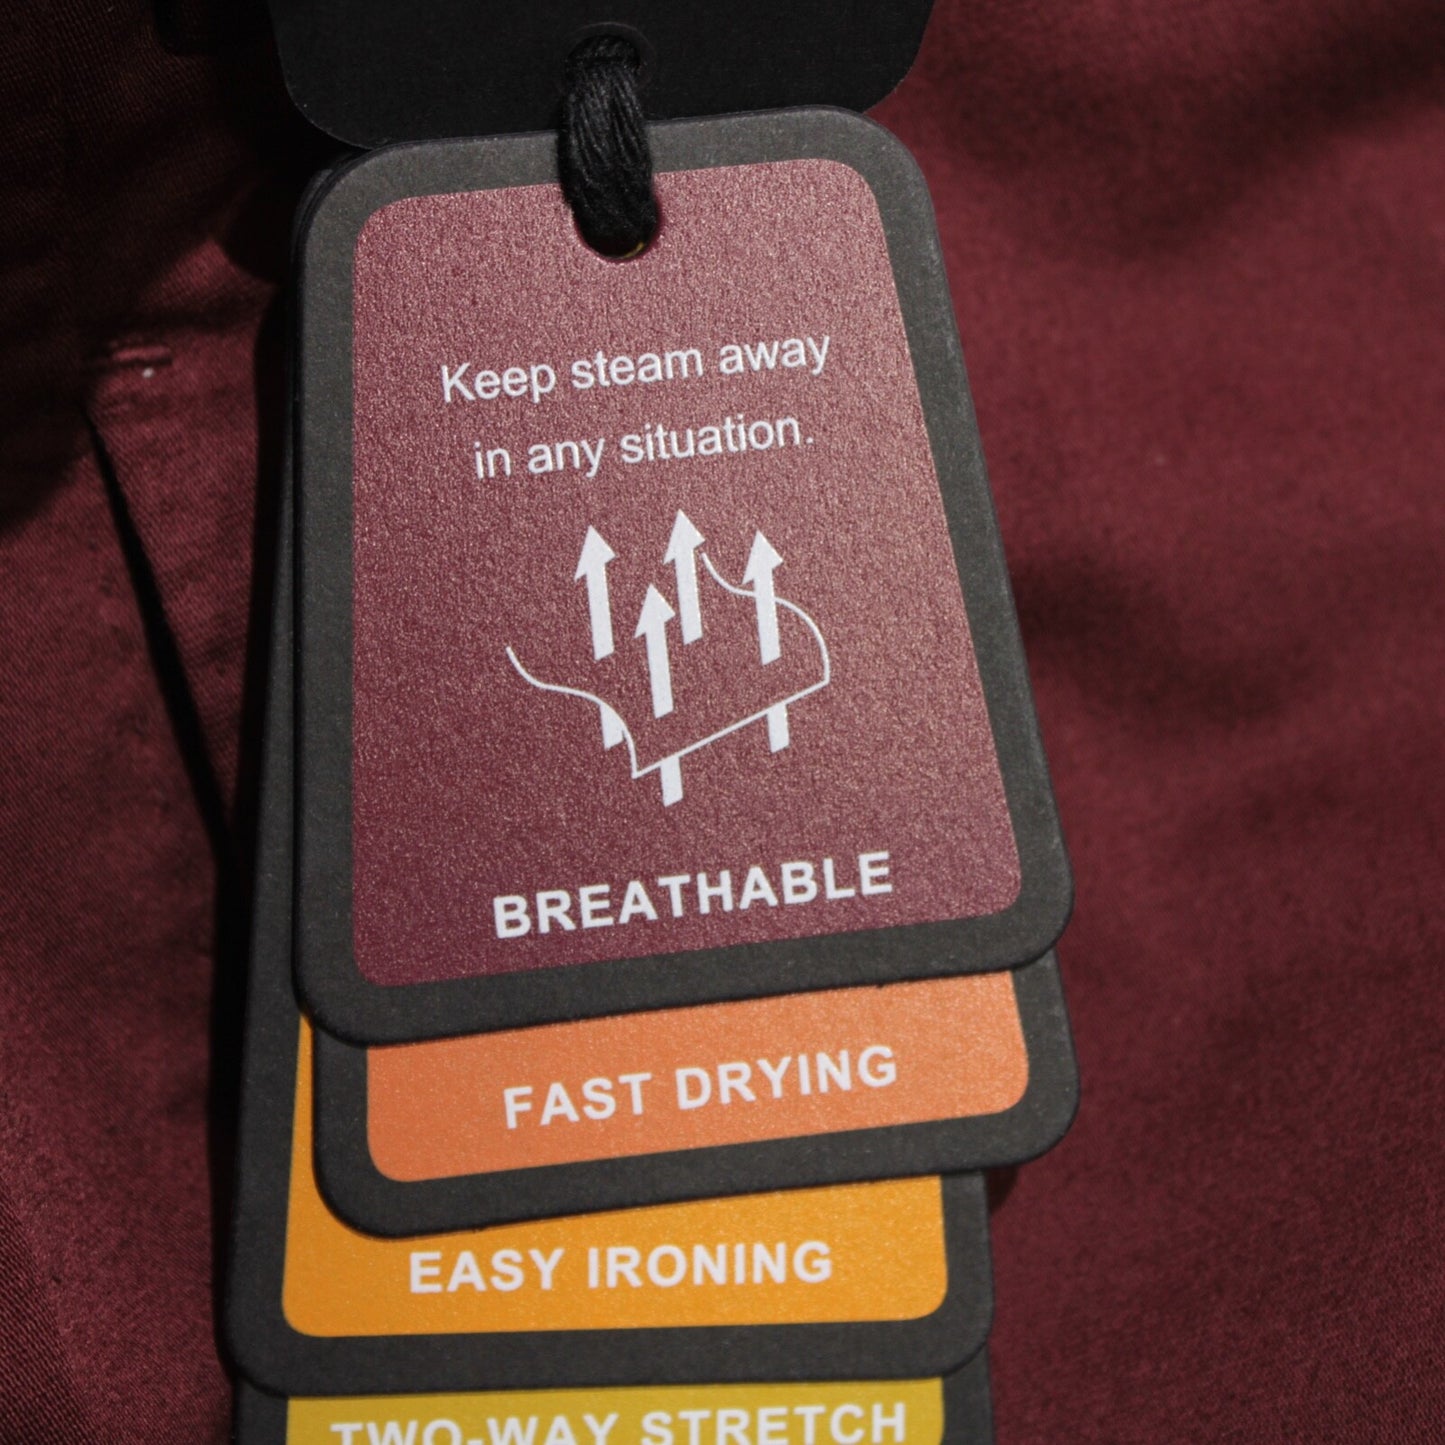 Keep steam away
in any situation.
BREATHABLE
FAST DRYING
EASY IRONING
TWO-WAY STRETCH